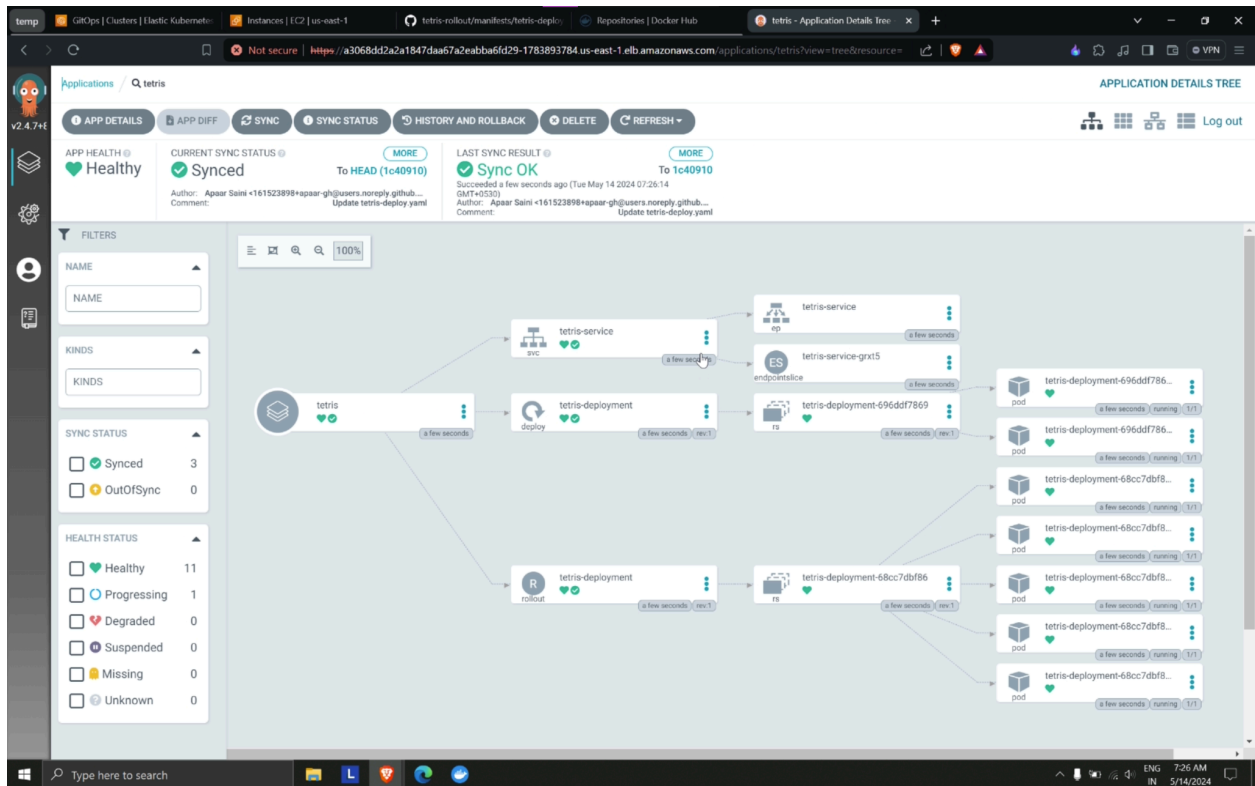 temp
GitOps | Clusters | Elastic Kubernetes
Instances | EC2 | us-east-1
tetris-rollout/manifests/tetris-deploy
Repositories | Docker Hub
tetris - Application Details Tree
Not secure
https://a3068dd2a2a1847daa67a2eabba6fd29-1783893784.us-east-1.elb.amazonaws.com/applications/tetris?view=tree&resource=
VPN
v2.4.7+
Applications / tetris
APPLICATION DETAILS TREE
APP DETAILS
APP DIFF
SYNC
SYNC STATUS
HISTORY AND ROLLBACK
DELETE
REFRESH
Log out
APP HEALTH
Healthy
CURRENT SYNC STATUS
MORE
Synced
To HEAD (1c40910)
Author: Apaar Saini <161523898+apaar-gh@users.noreply.github....
Comment: Update tetris-deploy.yaml
LAST SYNC RESULT
MORE
Sync OK
To 1c40910
Succeeded a few seconds ago (Tue May 14 2024 07:26:14
GMT+0530)
Author: Apaar Saini <161523898+apaar-gh@users.noreply.github....
Comment: Update tetris-deploy.yaml
FILTERS
NAME
NAME
KINDS
KINDS
SYNC STATUS
Synced 3
OutOfSync 0
HEALTH STATUS
Healthy 11
Progressing 1
Degraded 0
Suspended 0
Missing 0
Unknown 0
100%
tetris
a few seconds
tetris-service
svc
a few seconds
tetris-deployment
deploy
a few seconds rev:1
R
tetris-deployment
rollout
a few seconds rev:1
tetris-service
ep
a few seconds
ES
tetris-service-grxt5
endpointslice
a few seconds
tetris-deployment-696ddf7869
rs
a few seconds rev:1
tetris-deployment-68cc7dbf86
rs
a few seconds rev:1
tetris-deployment-696ddf786...
pod
a few seconds running 1/1
tetris-deployment-696ddf786...
pod
a few seconds running 1/1
tetris-deployment-68cc7dbf8...
pod
a few seconds running 1/1
tetris-deployment-68cc7dbf8...
pod
a few seconds running 1/1
tetris-deployment-68cc7dbf8...
pod
a few seconds running 1/1
tetris-deployment-68cc7dbf8...
pod
a few seconds running 1/1
tetris-deployment-68cc7dbf8...
pod
a few seconds running 1/1
Type here to search
L
ENG
IN
7:26 AM
5/14/2024